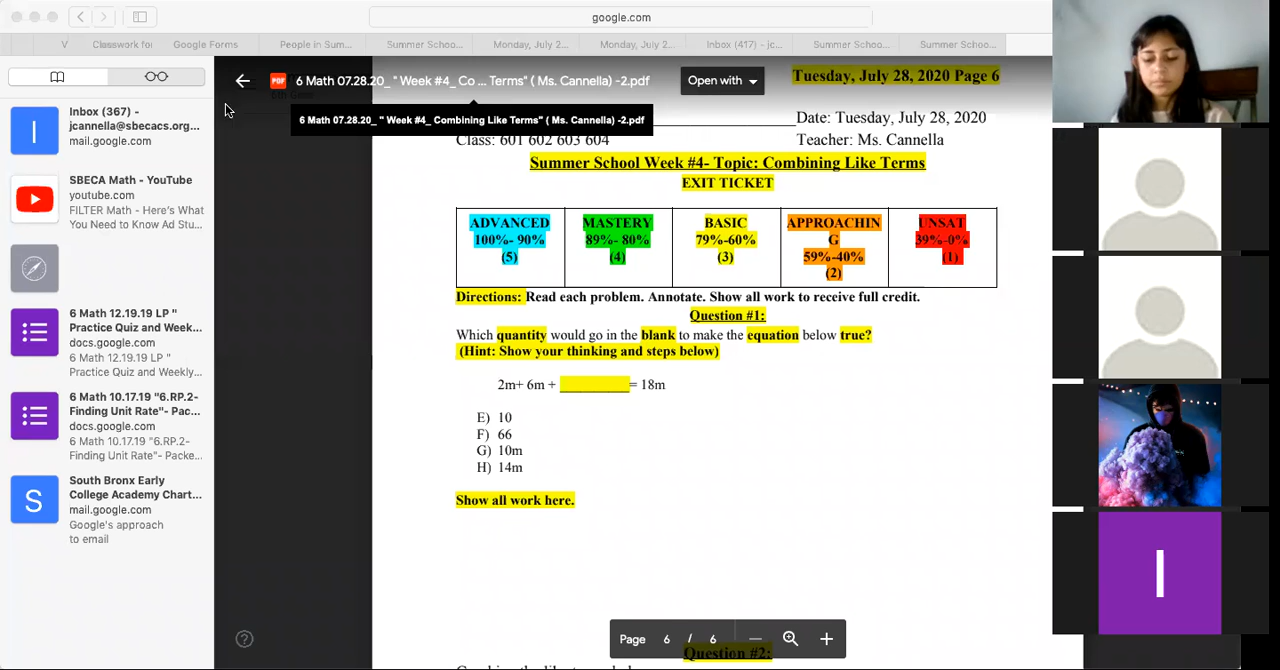 google.com
V
Classwork for
Google Forms
People in Sum...
Summer Schoo...
Monday, July 2...
Monday, July 2...
Inbox (417) - jc...
Summer Schoo...
Summer Schoo...
Inbox (367) -
jcannella@sbecacs.org...
mail.google.com
SBECA Math - YouTube
youtube.com
FILTER Math - Here's What
You Need to Know Ad Stu...
6 Math 12.19.19 LP "
Practice Quiz and Week...
docs.google.com
6 Math 12.19.19 LP "
Practice Quiz and Weekly...
6 Math 10.17.19 "6.RP.2-
Finding Unit Rate"- Pac...
docs.google.com
6 Math 10.17.19 "6.RP.2-
Finding Unit Rate"- Packe...
S
South Bronx Early
College Academy Chart...
mail.google.com
Google's approach
to email
I
PDF
6 Math 07.28.20_ " Week #4_ Co ... Terms" ( Ms. Cannella) -2.pdf
Open with
6 Math 07.28.20_ " Week #4_ Combining Like Terms" ( Ms. Cannella) -2.pdf
Tuesday, July 28, 2020 Page 6
Date: Tuesday, July 28, 2020
Class: 601 602 603 604
Teacher: Ms. Cannella
Summer School Week #4- Topic: Combining Like Terms
EXIT TICKET
ADVANCED
100%- 90%
(5)
MASTERY
89%- 80%
(4)
BASIC
79%-60%
(3)
APPROACHIN
G
59%-40%
(2)
UNSAT
39%-0%
(1)
Directions: Read each problem. Annotate. Show all work to receive full credit.
Question #1:
Which quantity would go in the blank to make the equation below true?
(Hint: Show your thinking and steps below)
2m+ 6m + __________= 18m
E) 10
F) 66
G) 10m
H) 14m
Show all work here.
Page 6 / 6
Question #2:
I